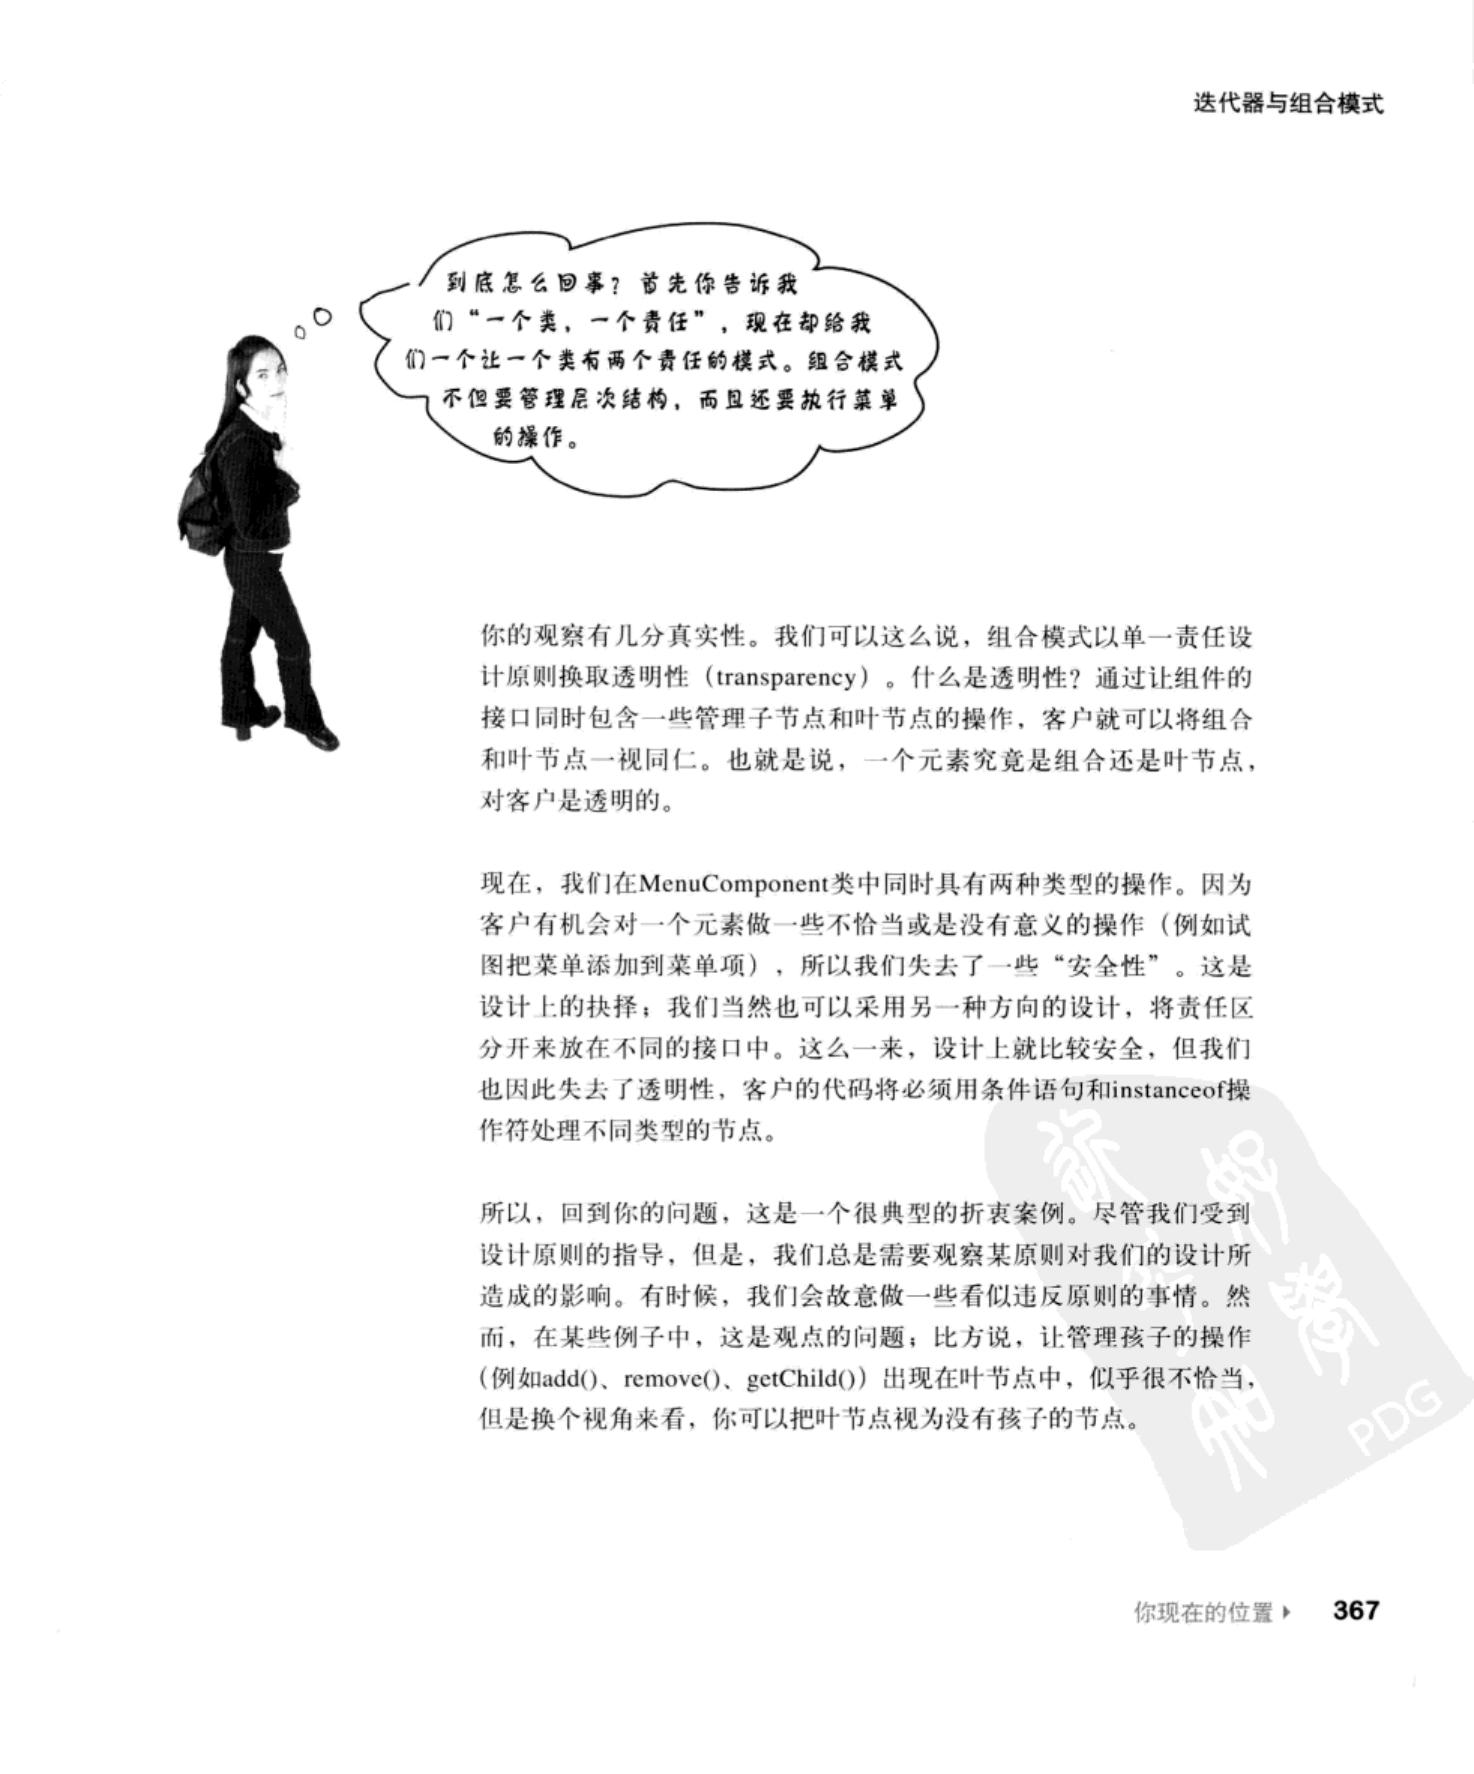 迭代器与组合模式
到底怎么回事？首先你告诉我
们“一个类，一个责任”，现在却给我
们一个让一个类有两个责任的模式。组合模式
不但要管理层次结构，而且还要执行菜单
的操作。
你的观察有几分真实性。我们可以这么说，组合模式以单一责任设
计原则换取透明性（transparency）。什么是透明性？通过让组件的
接口同时包含一些管理子节点和叶节点的操作，客户就可以将组合
和叶节点一视同仁。也就是说，一个元素究竟是组合还是叶节点，
对客户是透明的。
现在，我们在MenuComponent类中同时具有两种类型的操作。因为
客户有机会对一个元素做一些不恰当或是没有意义的操作（例如试
图把菜单添加到菜单项），所以我们失去了一些“安全性”。这是
设计上的抉择；我们当然也可以采用另一种方向的设计，将责任区
分开来放在不同的接口中。这么一来，设计上就比较安全，但我们
也因此失去了透明性，客户的代码将必须用条件语句和instanceof操
作符处理不同类型的节点。
所以，回到你的问题，这是一个很典型的折衷案例。尽管我们受到
设计原则的指导，但是，我们总是需要观察某原则对我们的设计所
造成的影响。有时候，我们会故意做一些看似违反原则的事情。然
而，在某些例子中，这是观点的问题；比方说，让管理孩子的操作
（例如add()、remove()、getChild()）出现在叶节点中，似乎很不恰当，
但是换个视角来看，你可以把叶节点视为没有孩子的节点。
PDG
你现在的位置 ▸ 367